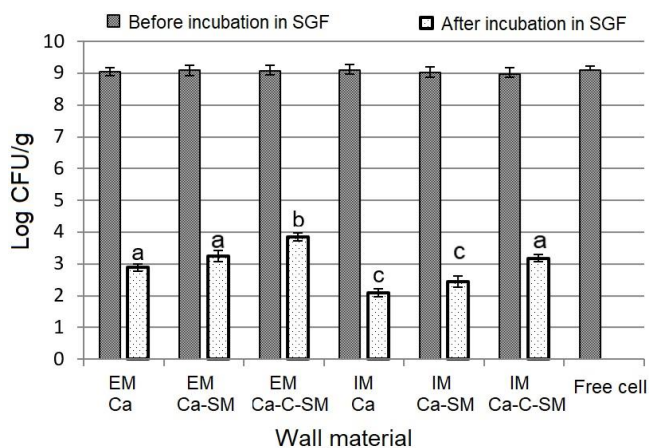 Before incubation in SGF
After incubation in SGF
Log CFU/g
10
9
8
7
6
5
4
3
2
1
0
a
a
b
c
c
a
EM Ca
EM Ca-SM
EM Ca-C-SM
IM Ca
IM Ca-SM
IM Ca-C-SM
Free cell
Wall material